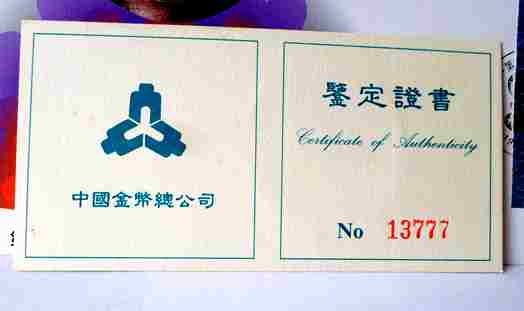 中國金幣總公司
鑒定證書
Certificate of Authenticity
No 13777